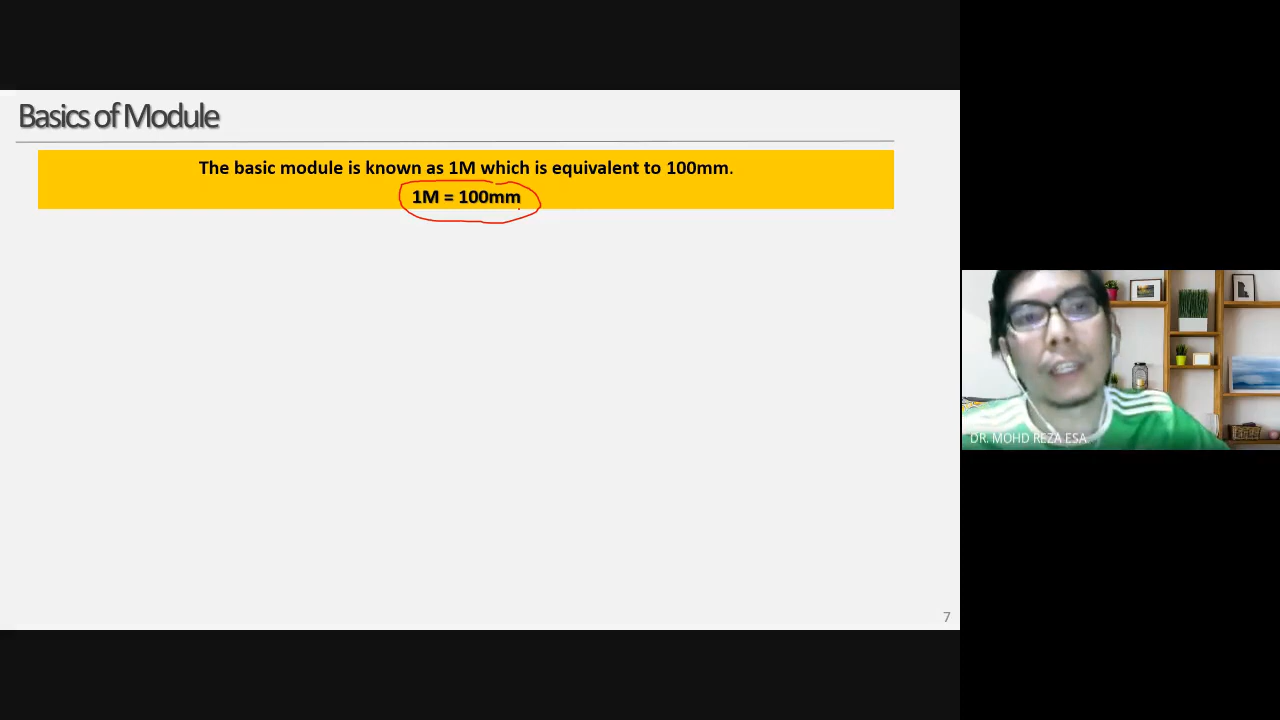 Basics of Module
The basic module is known as 1M which is equivalent to 100mm.
1M = 100mm
DR. MOHD REZA ESA
7